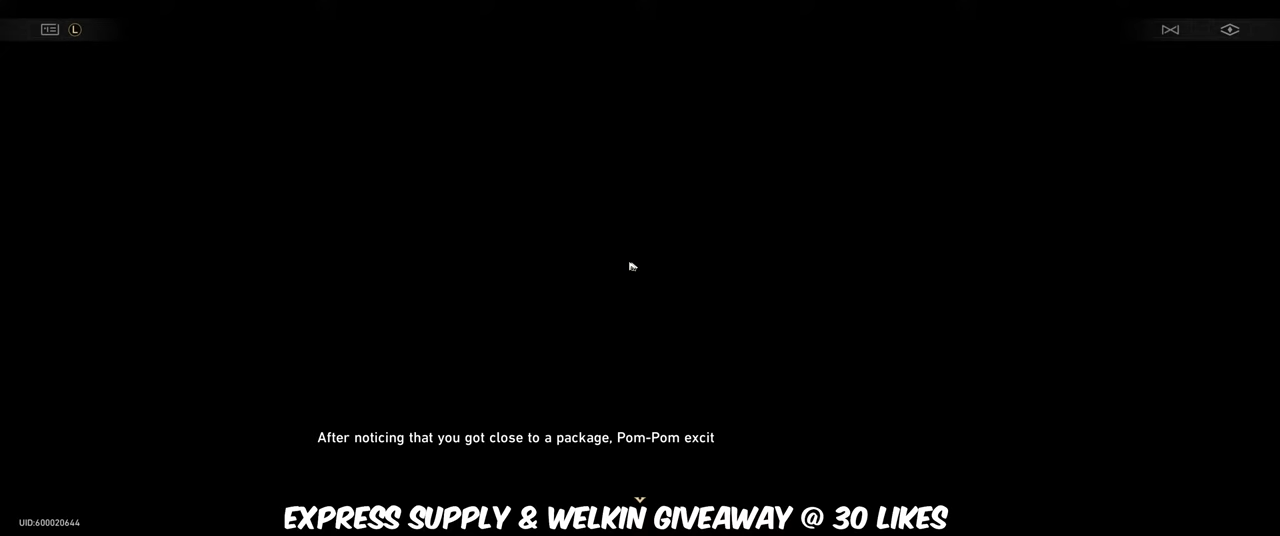 L
After noticing that you got close to a package, Pom-Pom excit
EXPRESS SUPPLY & WELKIN GIVEAWAY @ 30 LIKES
UID:600020644